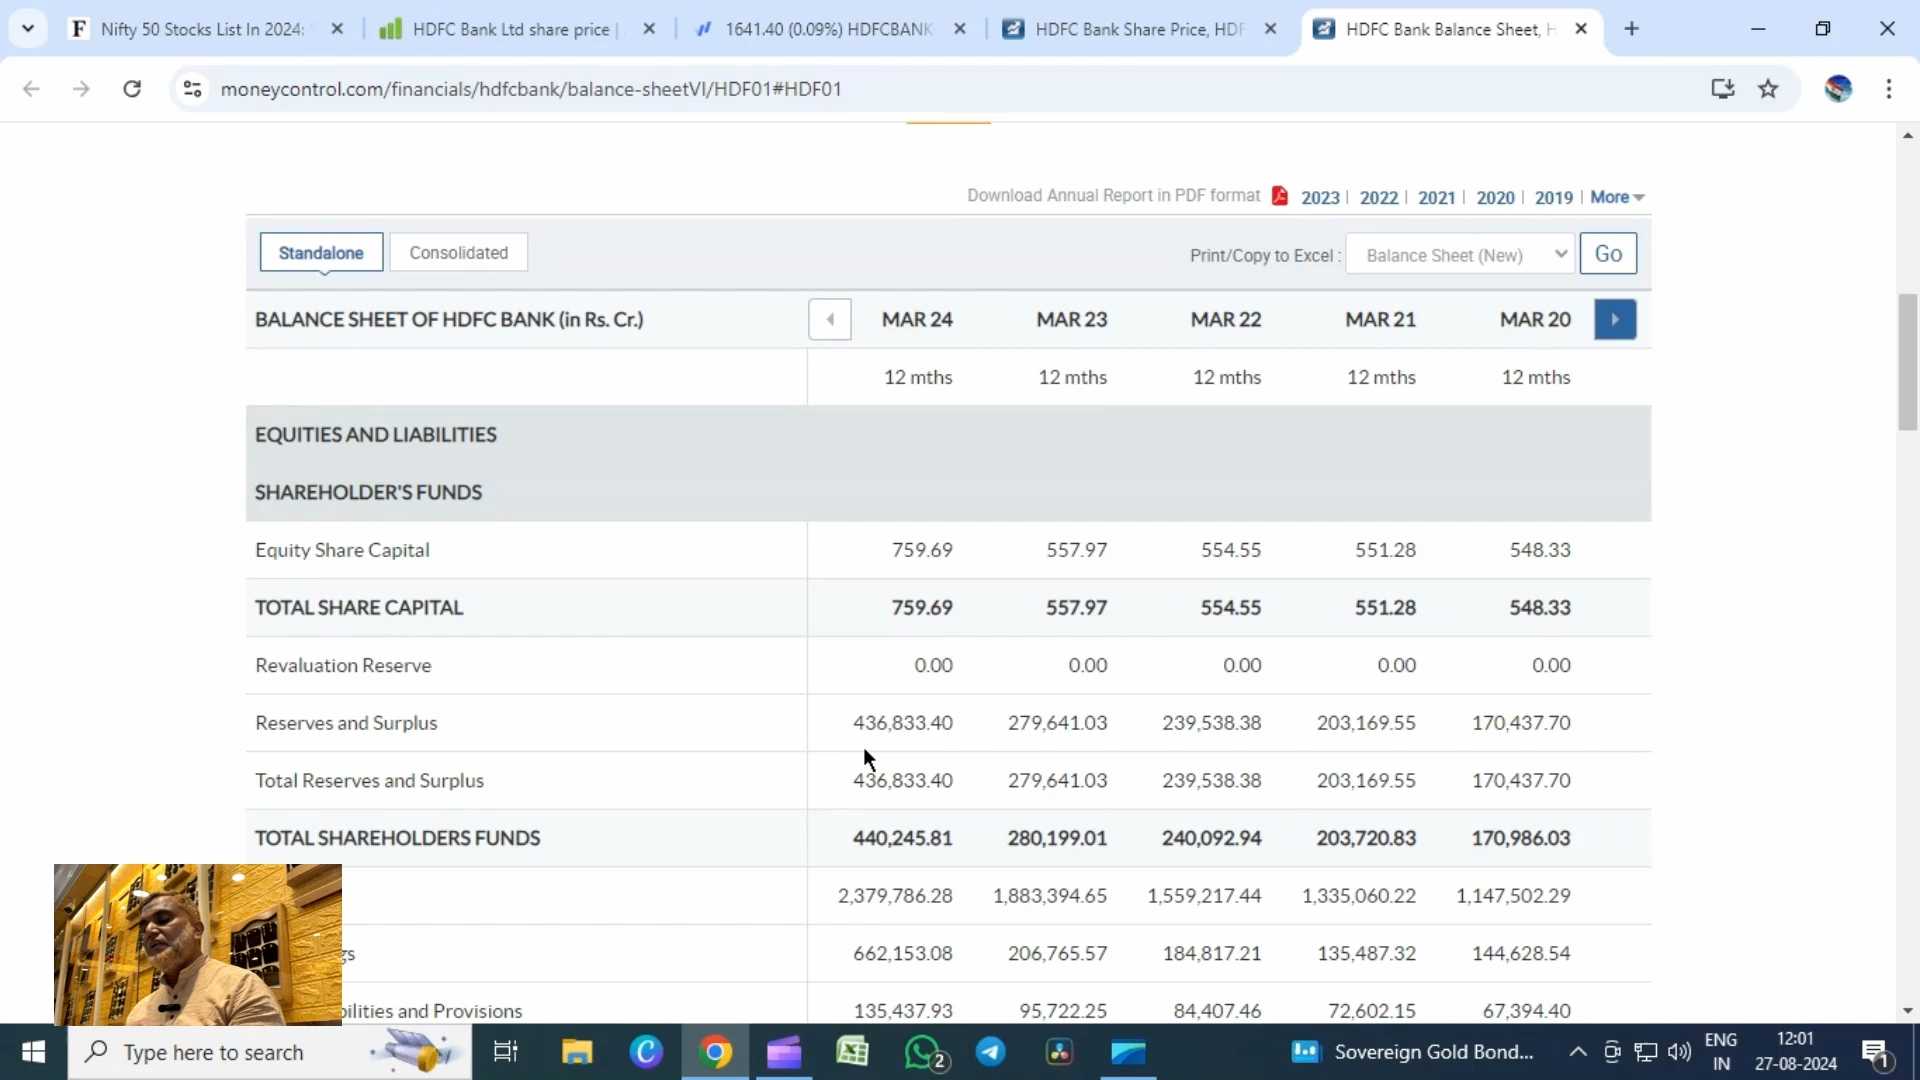 Nifty 50 Stocks List In 2024:
HDFC Bank Ltd share price |
1641.40 (0.09%) HDFCBANK
HDFC Bank Share Price, HDF
HDFC Bank Balance Sheet, H
moneycontrol.com/financials/hdfcbank/balance-sheetVI/HDF01#HDF01
Download Annual Report in PDF format 2023 | 2022 | 2021 | 2020 | 2019 | More
Standalone Consolidated Print/Copy to Excel : Balance Sheet (New) Go
BALANCE SHEET OF HDFC BANK (in Rs. Cr.) MAR 24 MAR 23 MAR 22 MAR 21 MAR 20
12 mths 12 mths 12 mths 12 mths 12 mths
EQUITIES AND LIABILITIES
SHAREHOLDER'S FUNDS
Equity Share Capital 759.69 557.97 554.55 551.28 548.33
TOTAL SHARE CAPITAL 759.69 557.97 554.55 551.28 548.33
Revaluation Reserve 0.00 0.00 0.00 0.00 0.00
Reserves and Surplus 436,833.40 279,641.03 239,538.38 203,169.55 170,437.70
Total Reserves and Surplus 436,833.40 279,641.03 239,538.38 203,169.55 170,437.70
TOTAL SHAREHOLDERS FUNDS 440,245.81 280,199.01 240,092.94 203,720.83 170,986.03
2,379,786.28 1,883,394.65 1,559,217.44 1,335,060.22 1,147,502.29
gs 662,153.08 206,765.57 184,817.21 135,487.32 144,628.54
bilities and Provisions 135,437.93 95,722.25 84,407.46 72,602.15 67,394.40
Type here to search
2
Sovereign Gold Bond...
ENG
IN
12:01
27-08-2024
1